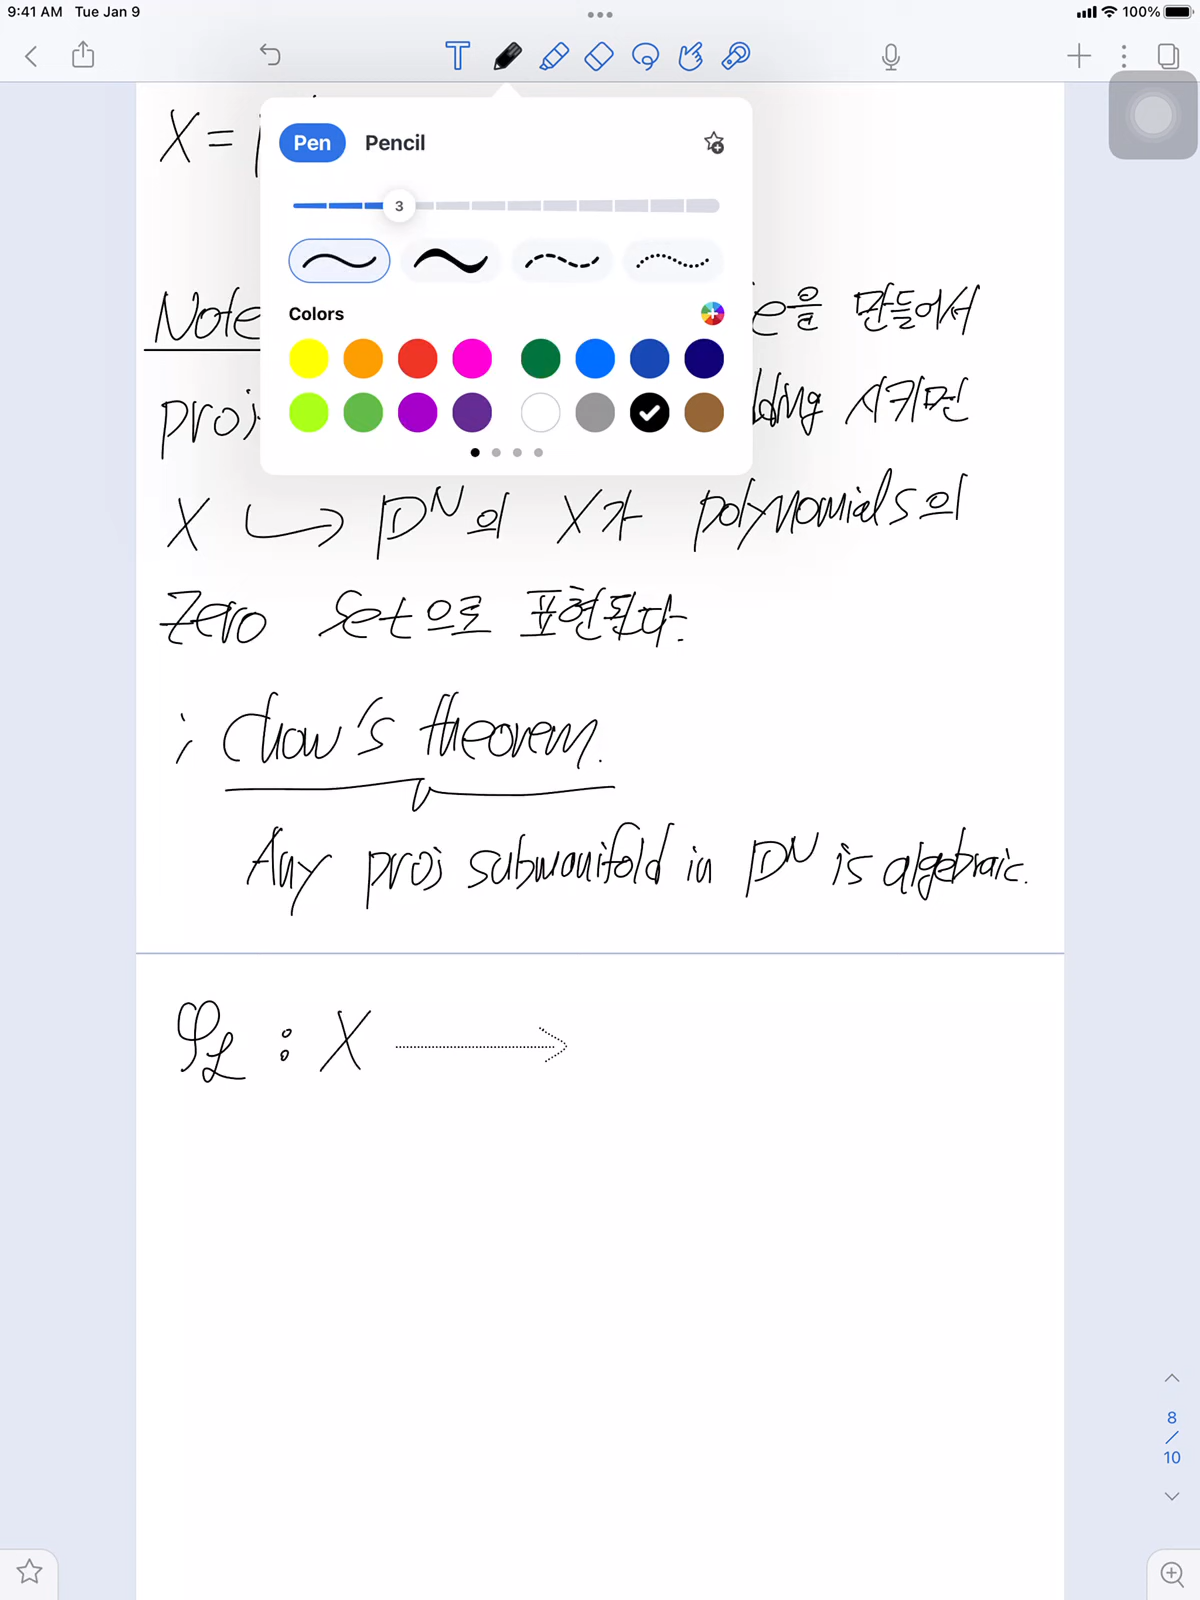 9:41 AM Tue Jan 9
100%
T
Pen Pencil
3
Colors
X =
Note 을 만들어서
proj 시키면
X ↪ ℙᴺ의 X가 polynomials의
Zero Set으로 표현된다.
; Chow's theorem.
Any proj submanifold in ℙᴺ is algebraic.
φ_ℒ : X ⇢
8
/
10